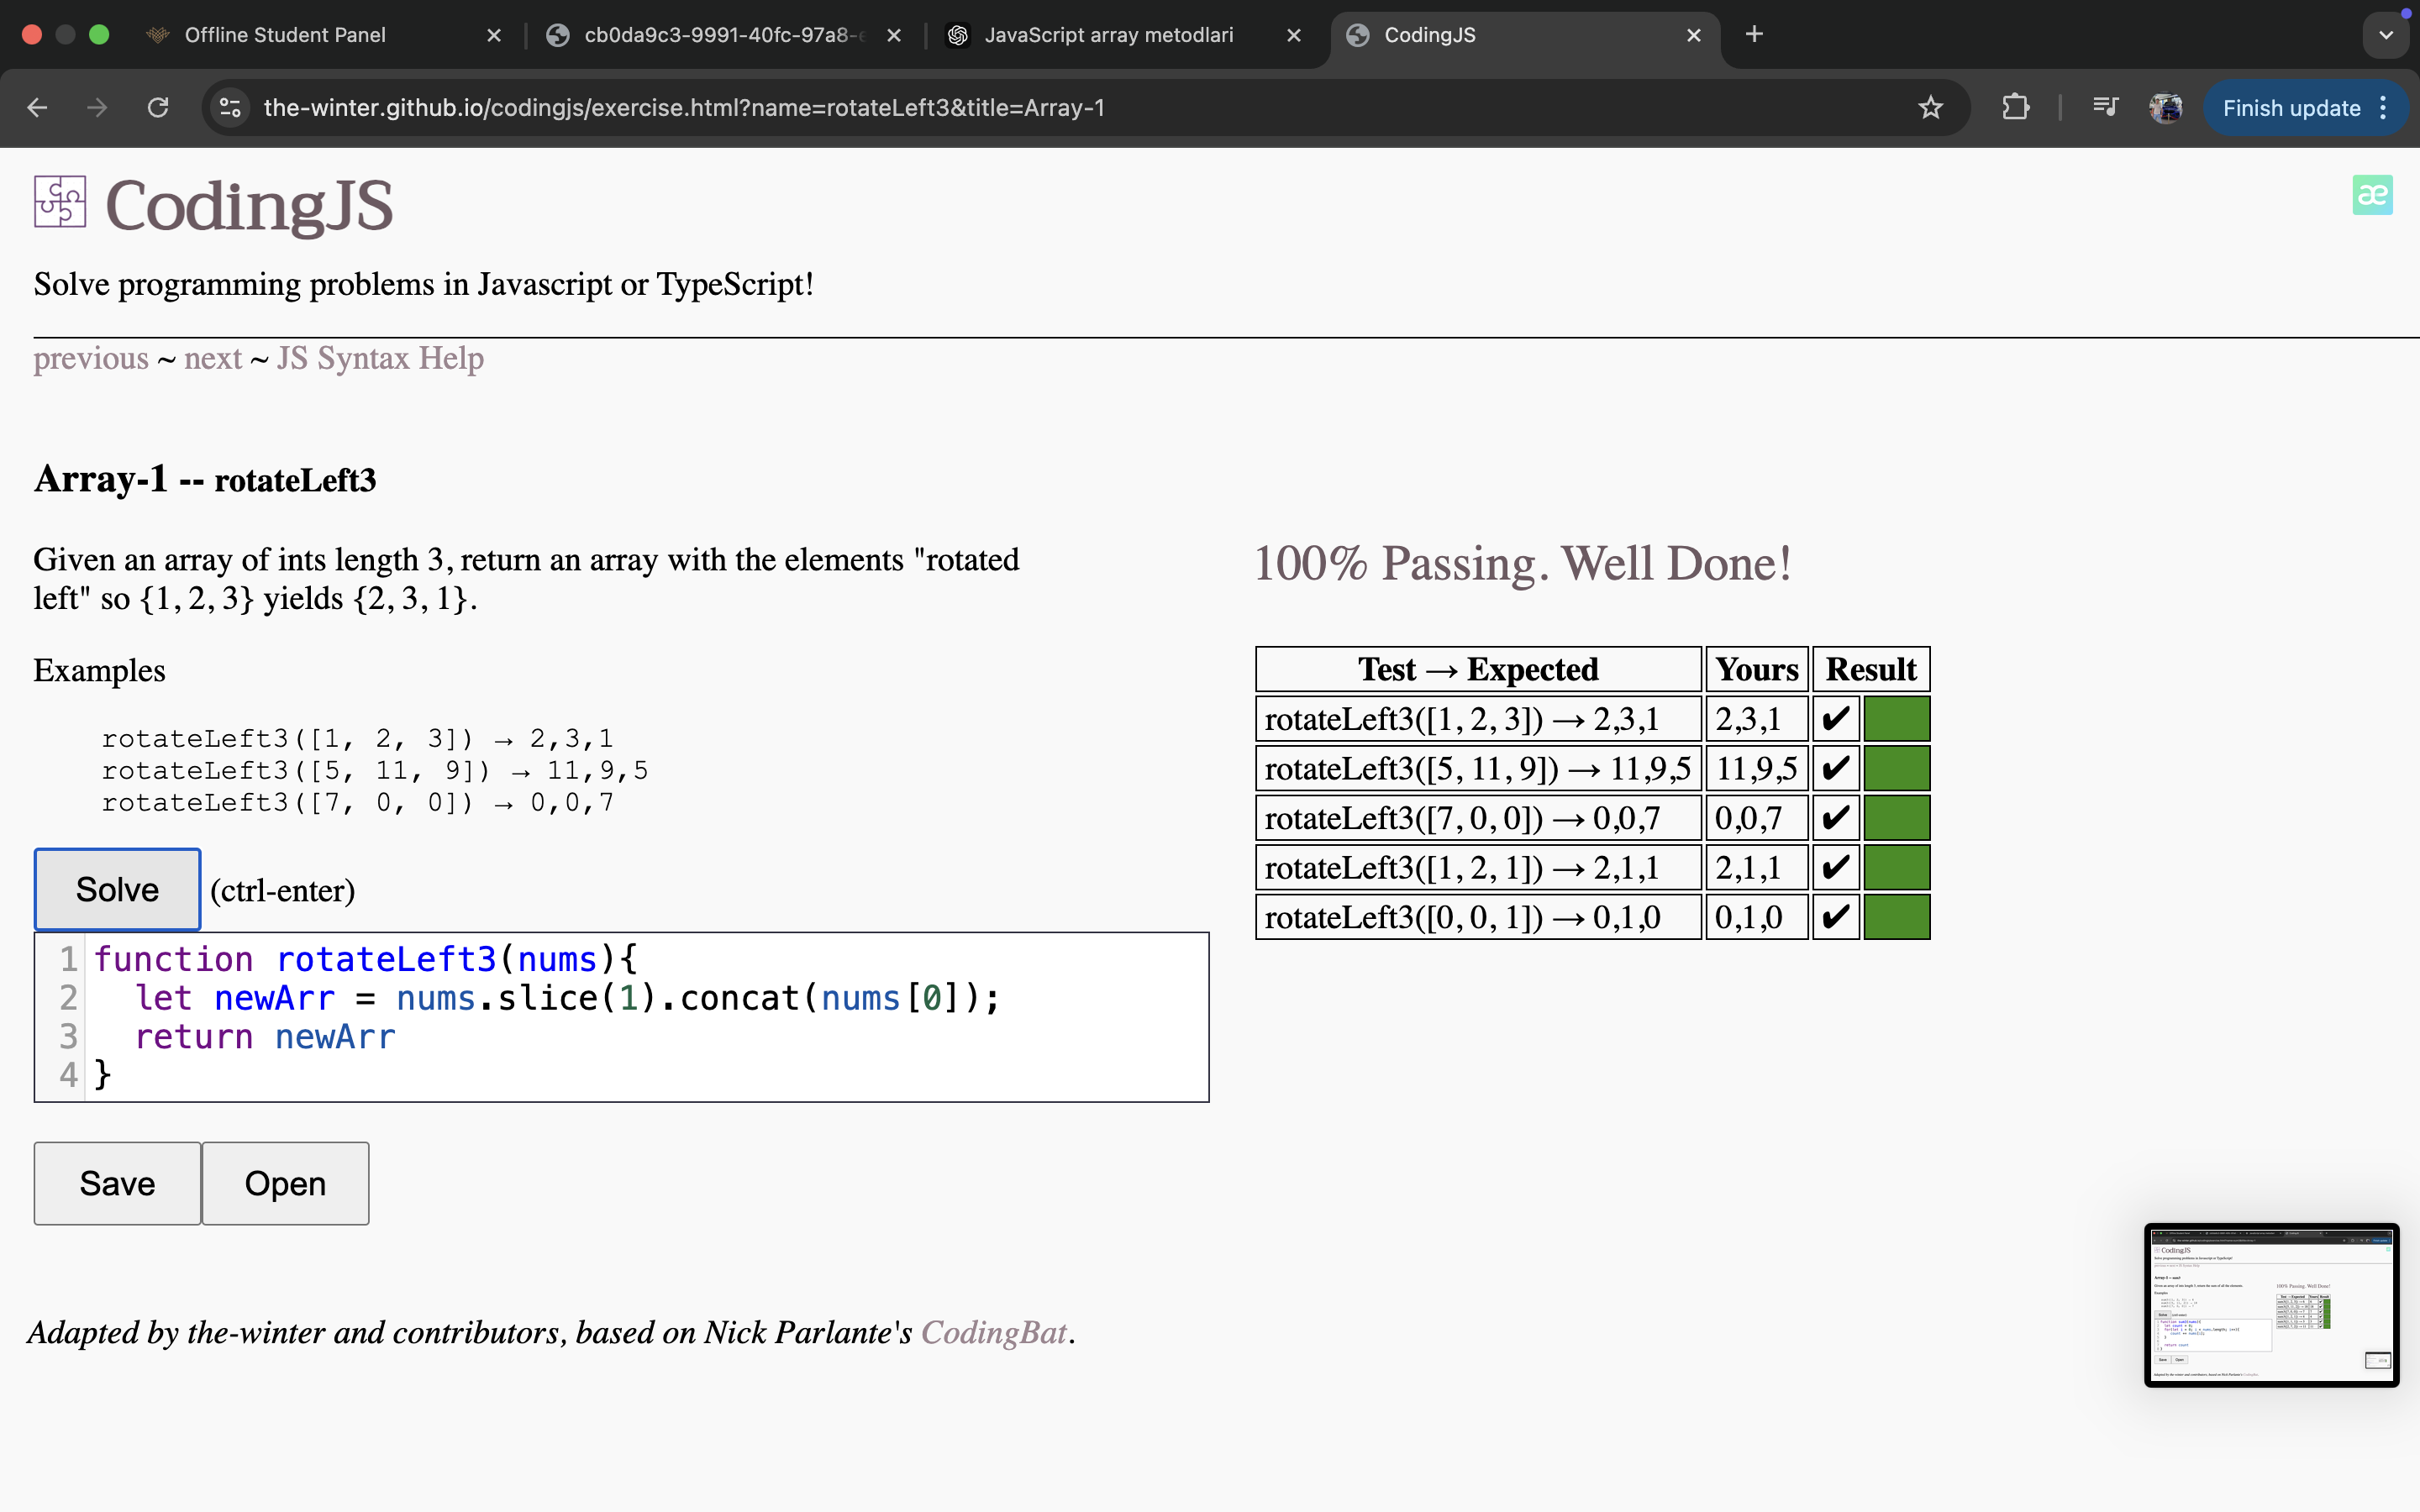 Offline Student Panel
cb0da9c3-9991-40fc-97a8-
JavaScript array metodlari
CodingJS
the-winter.github.io/codingjs/exercise.html?name=rotateLeft3&title=Array-1
Finish update
CodingJS
æ
Solve programming problems in Javascript or TypeScript!
previous ~ next ~ JS Syntax Help
Array-1 -- rotateLeft3
Given an array of ints length 3, return an array with the elements "rotated
left" so {1, 2, 3} yields {2, 3, 1}.
Examples
rotateLeft3([1, 2, 3]) → 2,3,1
rotateLeft3([5, 11, 9]) → 11,9,5
rotateLeft3([7, 0, 0]) → 0,0,7
Solve (ctrl-enter)
1 function rotateLeft3(nums){
2 let newArr = nums.slice(1).concat(nums[0]);
3 return newArr
4 }
Save Open
100% Passing. Well Done!
Test → Expected Yours Result
rotateLeft3([1, 2, 3]) → 2,3,1 2,3,1 ✔
rotateLeft3([5, 11, 9]) → 11,9,5 11,9,5 ✔
rotateLeft3([7, 0, 0]) → 0,0,7 0,0,7 ✔
rotateLeft3([1, 2, 1]) → 2,1,1 2,1,1 ✔
rotateLeft3([0, 0, 1]) → 0,1,0 0,1,0 ✔
Adapted by the-winter and contributors, based on Nick Parlante's CodingBat.
CodingJS
100% Passing. Well Done!